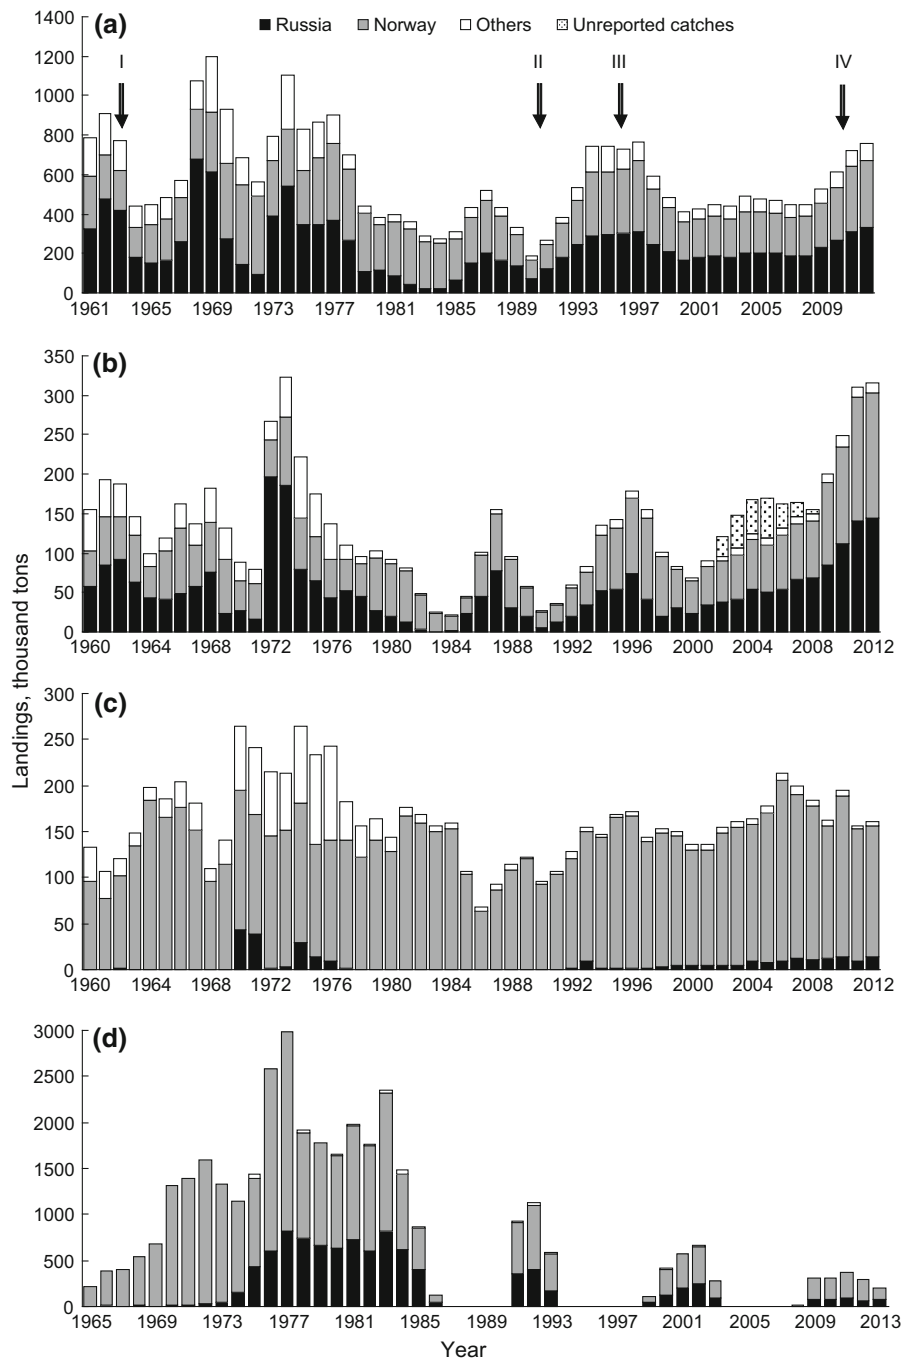 (a)
Russia Norway Others Unreported catches
I II III IV
1400
1200
1000
800
600
400
200
0
1961 1965 1969 1973 1977 1981 1985 1989 1993 1997 2001 2005 2009
(b)
350
300
250
200
150
100
50
0
1960 1964 1968 1972 1976 1980 1984 1988 1992 1996 2000 2004 2008 2012
Landings, thousand tons
(c)
300
250
200
150
100
50
0
1960 1964 1968 1972 1976 1980 1984 1988 1992 1996 2000 2004 2008 2012
(d)
3000
2500
2000
1500
1000
500
0
1965 1969 1973 1977 1981 1985 1989 1993 1997 2001 2005 2009 2013
Year